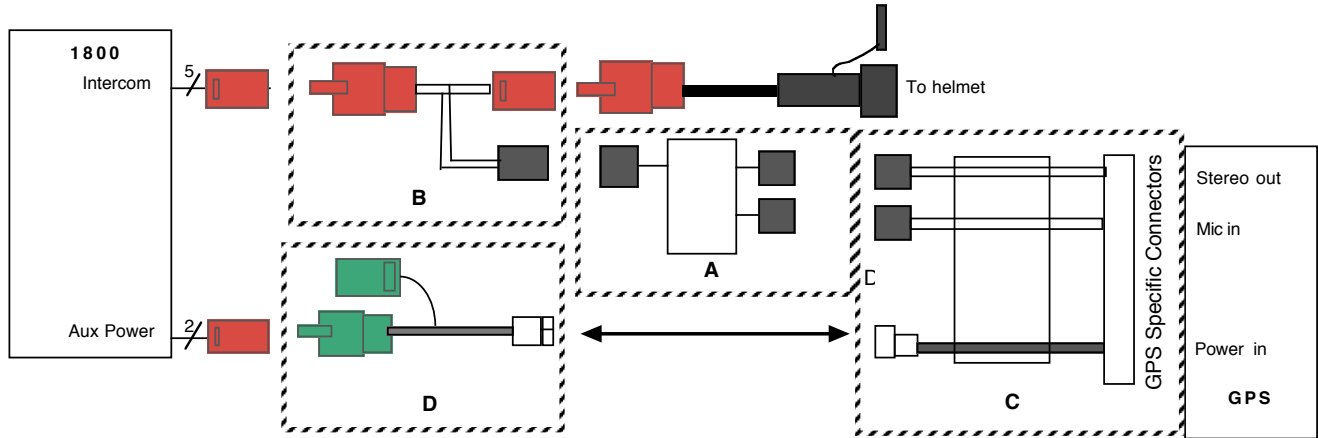 1800
Intercom
5
To helmet
B
A
D
Stereo out
Mic in
GPS Specific Connectors
Aux Power
2
Power in
D
C
GPS